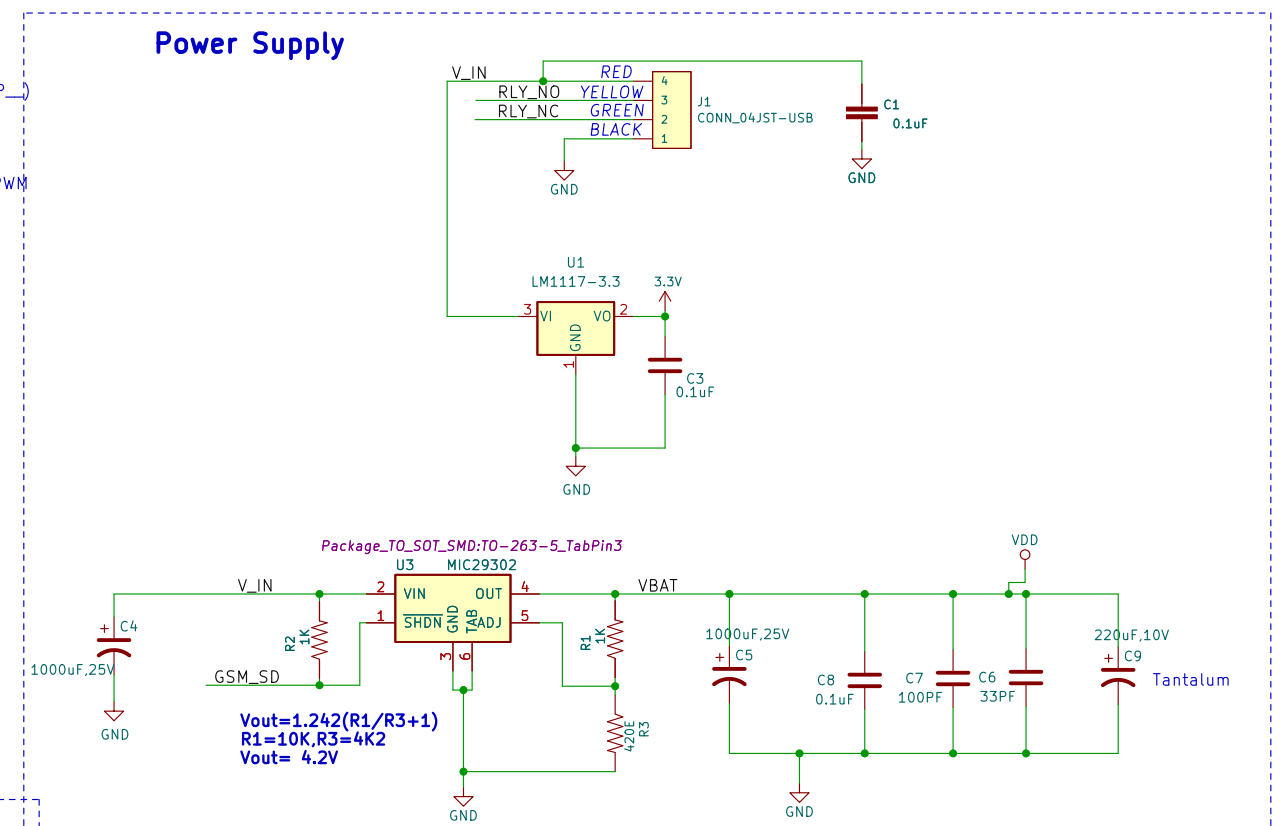 Power Supply
P__)
PWM
V_IN
RED
RLY_NO
YELLOW
RLY_NC
GREEN
BLACK
4
3
2
1
J1
CONN_04JST-USB
C1
0.1uF
GND
GND
U1
LM1117-3.3
3.3V
3
VI
VO
2
GND
1
C3
0.1uF
GND
Package_TO_SOT_SMD:TO-263-5_TabPin3
U3
MIC29302
VDD
V_IN
2
VIN
OUT
4
VBAT
1
SHDN
GND
TAB
ADJ
5
3
6
C4
1000uF,25V
GND
R2
1K
GSM_SD
R1
1K
420E
R3
Vout=1.242(R1/R3+1)
R1=10K,R3=4K2
Vout= 4.2V
GND
1000uF,25V
C5
C8
0.1uF
C7
100PF
C6
33PF
220uF,10V
C9
Tantalum
GND